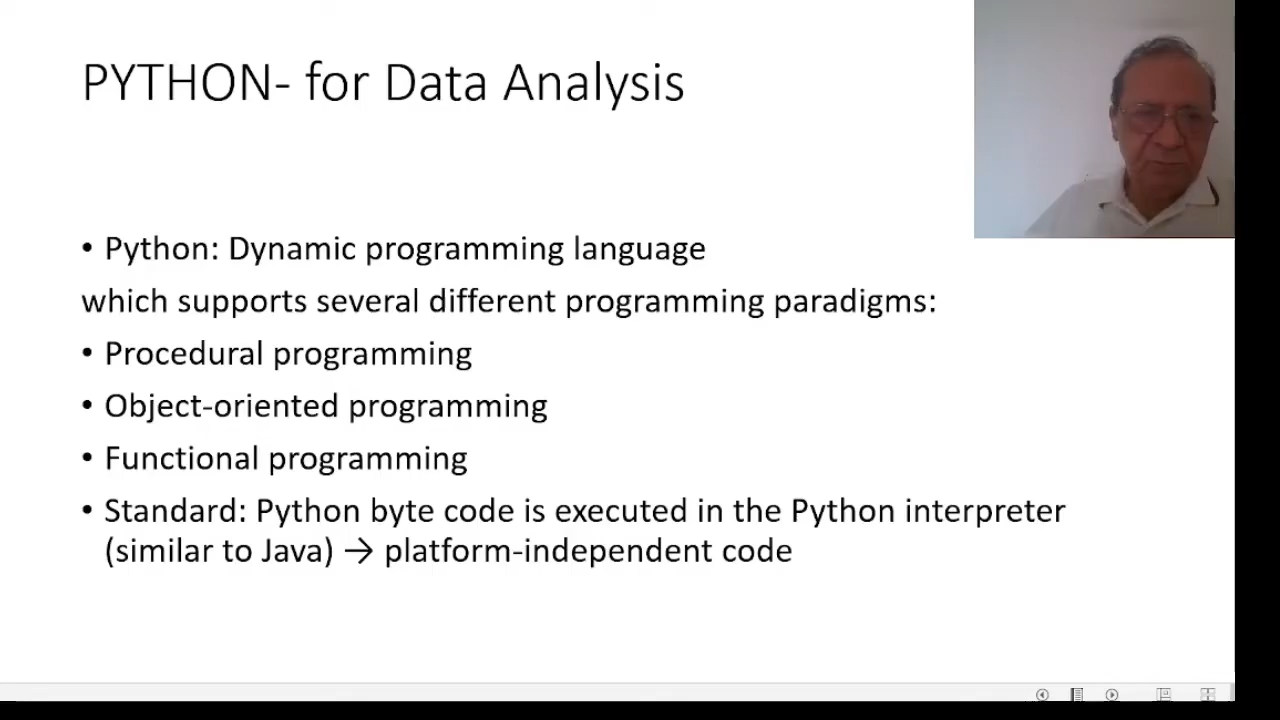 PYTHON- for Data Analysis
• Python: Dynamic programming language
which supports several different programming paradigms:
• Procedural programming
• Object-oriented programming
• Functional programming
• Standard: Python byte code is executed in the Python interpreter
(similar to Java) → platform-independent code